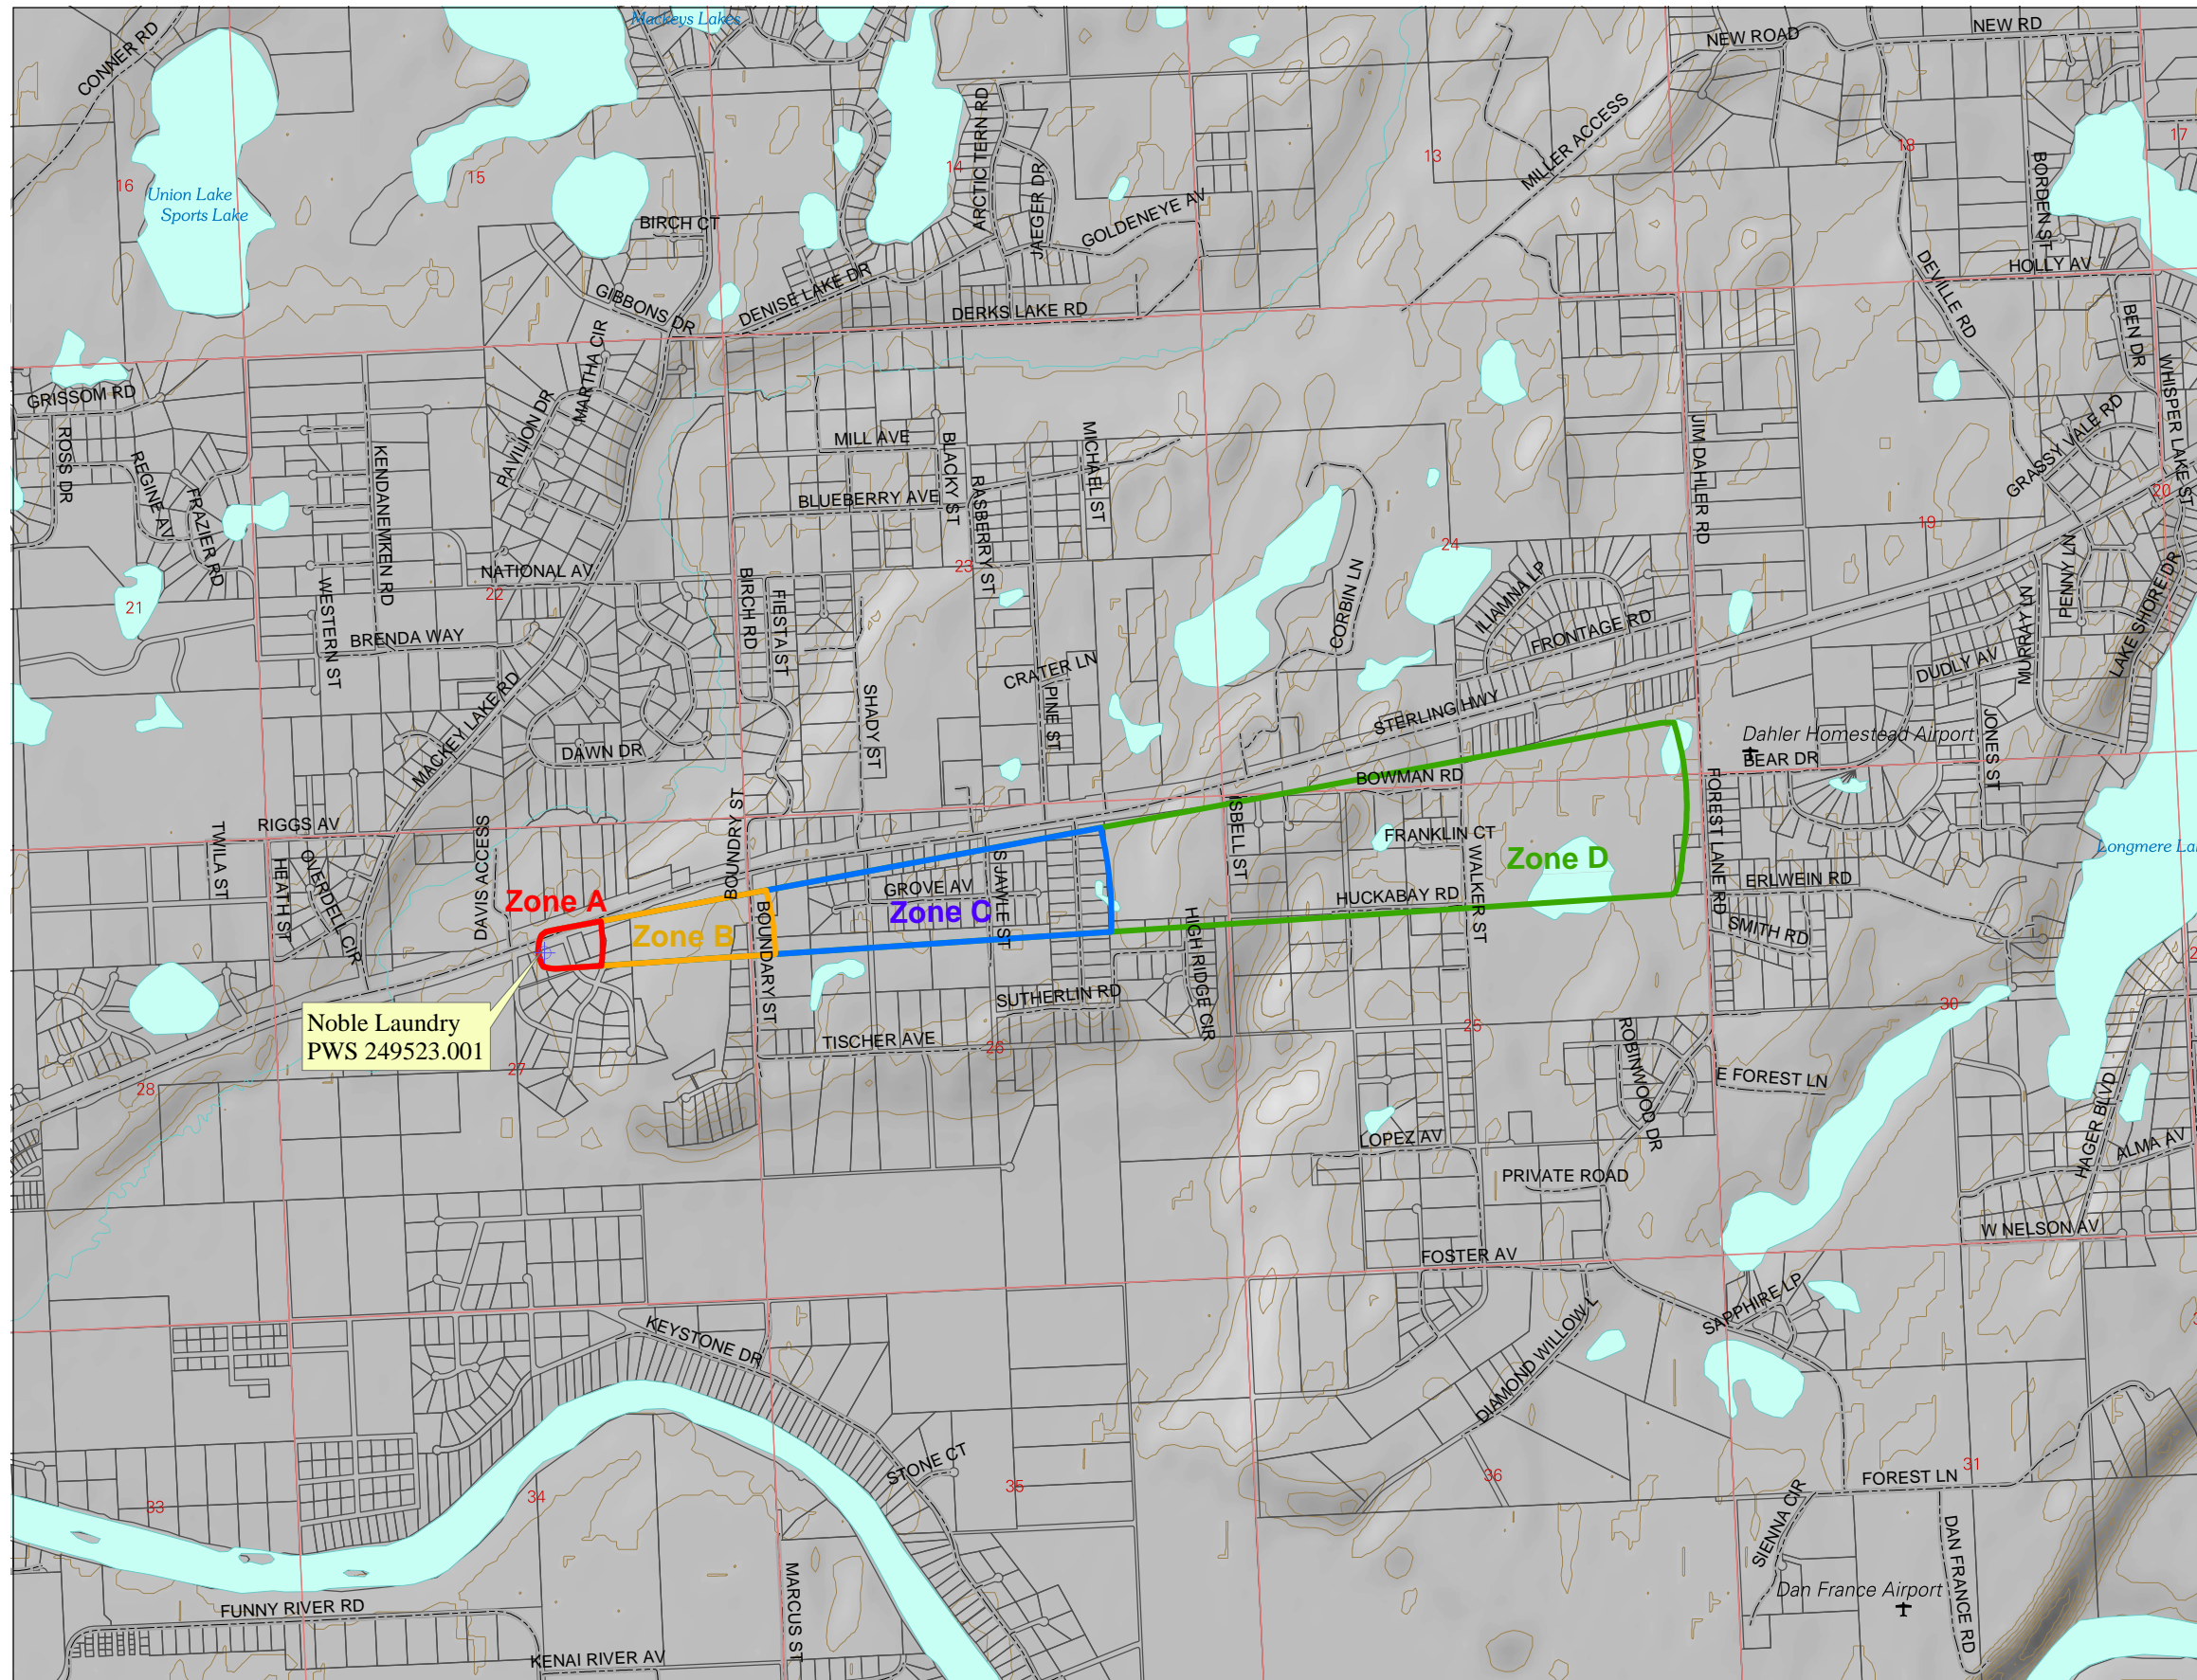 Mackeys Lakes
CONNER RD
NEW ROAD
NEW RD
MILLER ACCESS
ARCTIC TERN RD
JAEGER DR
GOLDENEYE AV
BORDEN ST
13
14
15
16
17
18
Union Lake
Sports Lake
BIRCH CT
GIBBONS DR
DENISE LAKE DR
DERKS LAKE RD
DEVILLE RD
HOLLY AV
BEN DR
WHISPER LAKE ST
MARTHA CIR
PAVILION DR
GRISSOM RD
ROSS DR
REGINE AV
FRAZIER RD
KENDANEMKEN RD
MILL AVE
BLACKY ST
RASBERRY ST
MICHAEL ST
BLUEBERRY AVE
JIM DAHLER RD
GRASSY VALE RD
20
19
24
23
22
21
NATIONAL AV
WESTERN ST
BRENDA WAY
BIRCH RD
FIESTA ST
CORBIN LN
ILIAMNA LP
FRONTAGE RD
PENNY LN
MURRAY LN
LAKE SHORE DR
DUDLY AV
JONES ST
CRATER LN
PINE ST
SHADY ST
MACKEY LAKE RD
DAWN DR
STERLING HWY
Dahler Homestead Airport
BEAR DR
BOWMAN RD
FOREST LANE RD
BOUNDRY ST
RIGGS AV
TWILA ST
HEATH ST
OVERDELL CIR
DAVIS ACCESS
ISBELL ST
FRANKLIN CT
WALKER ST
Zone D
Longmere La
GROVE AV
SJAVVLE ST
Zone A
Zone B
Zone C
BOUNDARY ST
HUCKABAY RD
ERLWEIN RD
SMITH RD
HIGH RIDGE CIR
SUTHERLIN RD
TISCHER AVE
Noble Laundry
PWS 249523.001
28
27
26
25
30
ROBINWOOD DR
E FOREST LN
HAGER BLVD
ALMA AV
LOPEZ AV
PRIVATE ROAD
W NELSON AV
FOSTER AV
SAPPHIRE LP
DIAMOND WILLOW L
KEYSTONE DR
STONE CT
33
34
35
36
31
FOREST LN
SIENNA CIR
DAN FRANCE RD
Dan France Airport
MARCUS ST
FUNNY RIVER RD
KENAI RIVER AV